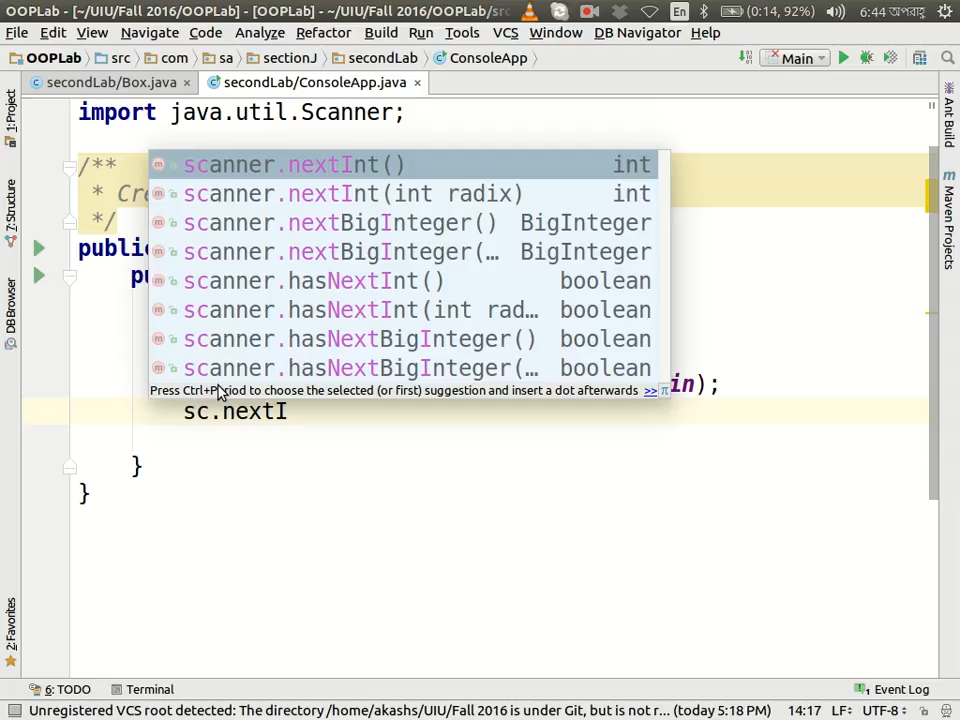 OOPLab - [~/UIU/Fall 2016/OOPLab] - [OOPLab] - ~/UIU/Fall 2016/OOPLab/src
En (0:14, 92%) 6:44 অপরাহ্ণ
File Edit View Navigate Code Analyze Refactor Build Run Tools VCS Window DB Navigator Help
OOPLab src com sa sectionJ secondLab ConsoleApp Main
secondLab/Box.java × secondLab/ConsoleApp.java ×
1: Project
7: Structure
DB Browser
2: Favorites
Ant Build
Maven Projects
import java.util.Scanner;
/**
* Cre
*/
public
pu
scanner.nextInt() int
scanner.nextInt(int radix) int
scanner.nextBigInteger() BigInteger
scanner.nextBigInteger(… BigInteger
scanner.hasNextInt() boolean
scanner.hasNextInt(int rad… boolean
scanner.hasNextBigInteger() boolean
scanner.hasNextBigInteger(… boolean
Press Ctrl+Period to choose the selected (or first) suggestion and insert a dot afterwards >> π
in);
sc.nextI
}
}
6: TODO Terminal Event Log
Unregistered VCS root detected: The directory /home/akashs/UIU/Fall 2016 is under Git, but is not r... (today 5:18 PM) 14:17 LF÷ UTF-8÷